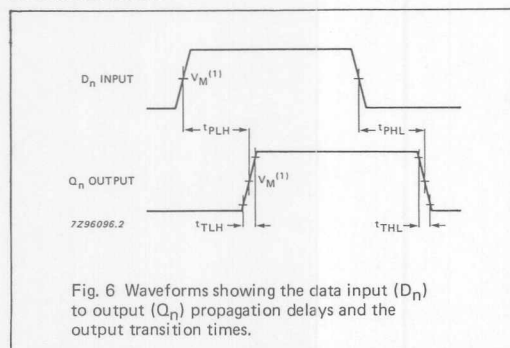 Dn INPUT
VM(1)
tPLH
tPHL
Qn OUTPUT
VM(1)
7Z96096.2
tTLH
tTHL
Fig. 6 Waveforms showing the data input (Dn)
to output (Qn) propagation delays and the
output transition times.